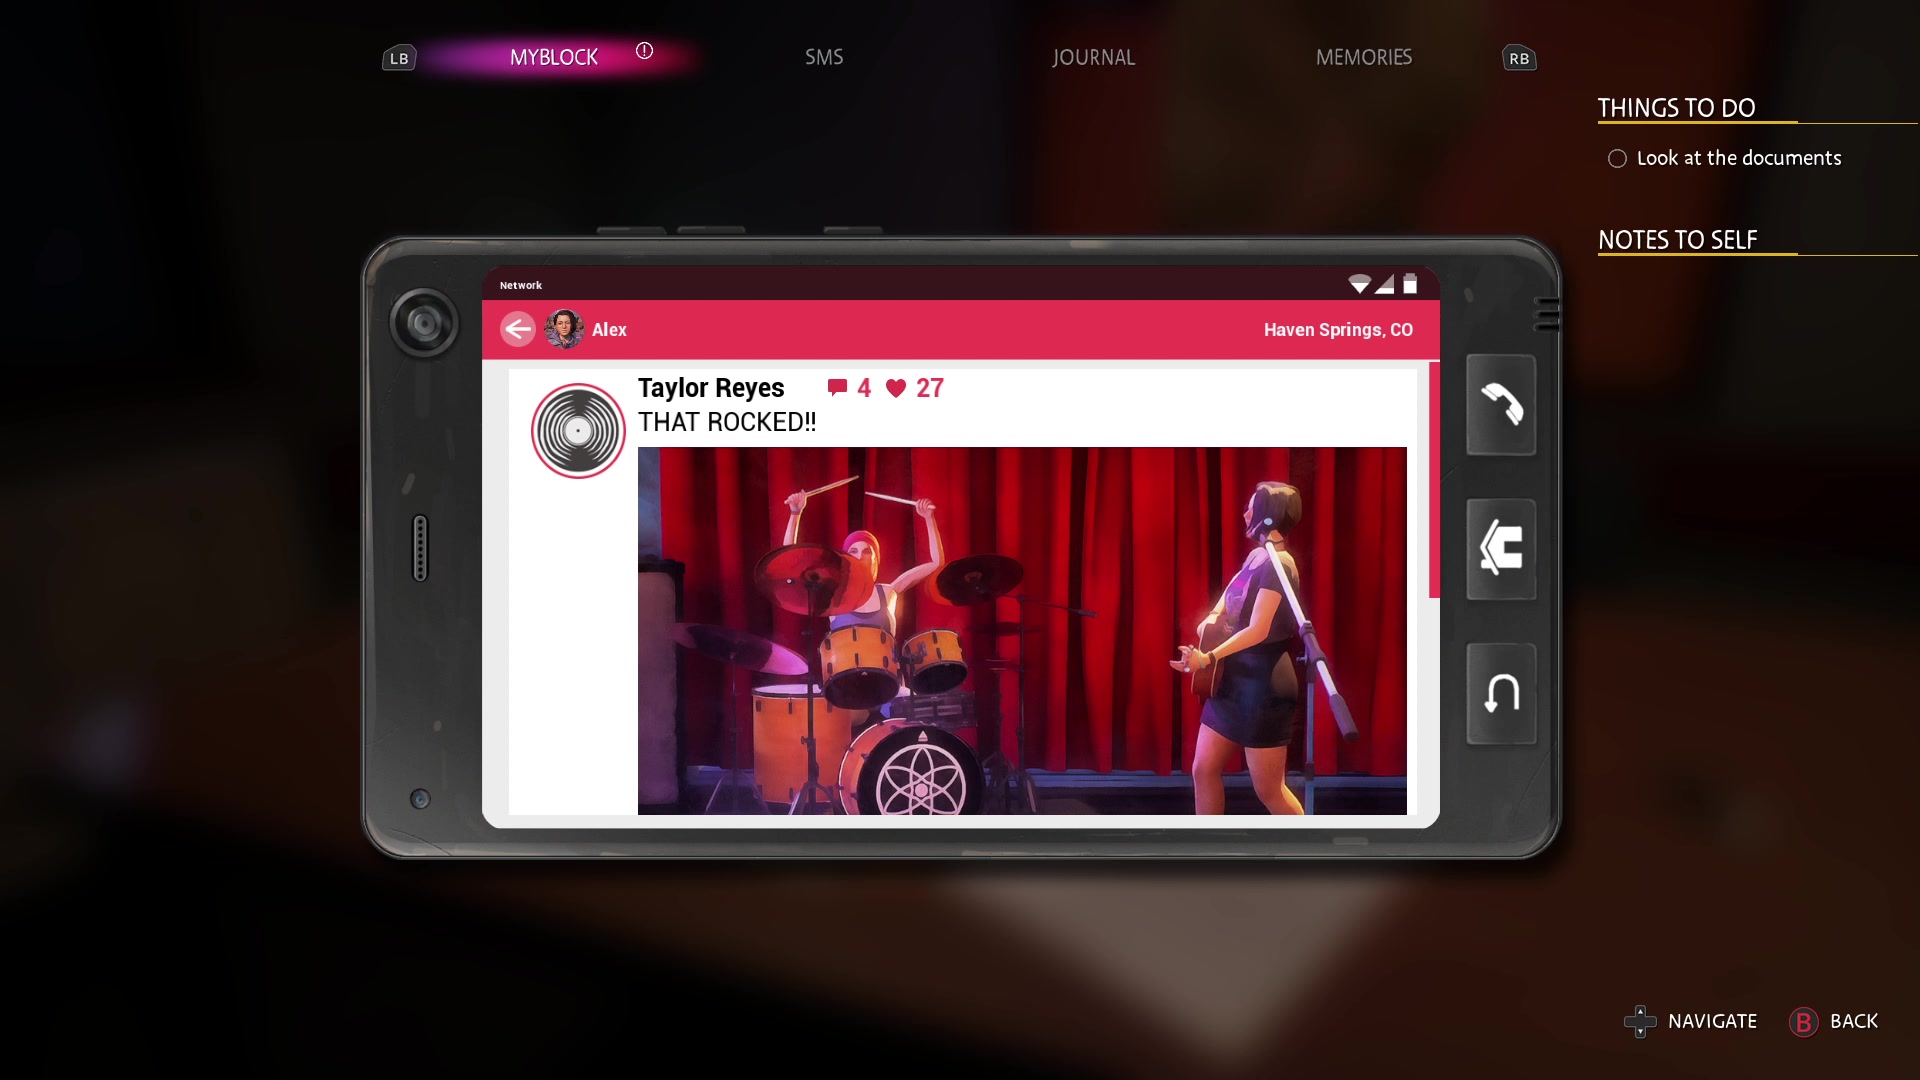 LB
MYBLOCK
SMS
JOURNAL
MEMORIES
RB
THINGS TO DO
Look at the documents
NOTES TO SELF
Network
Alex
Haven Springs, CO
Taylor Reyes 4 27
THAT ROCKED!!
NAVIGATE
B BACK